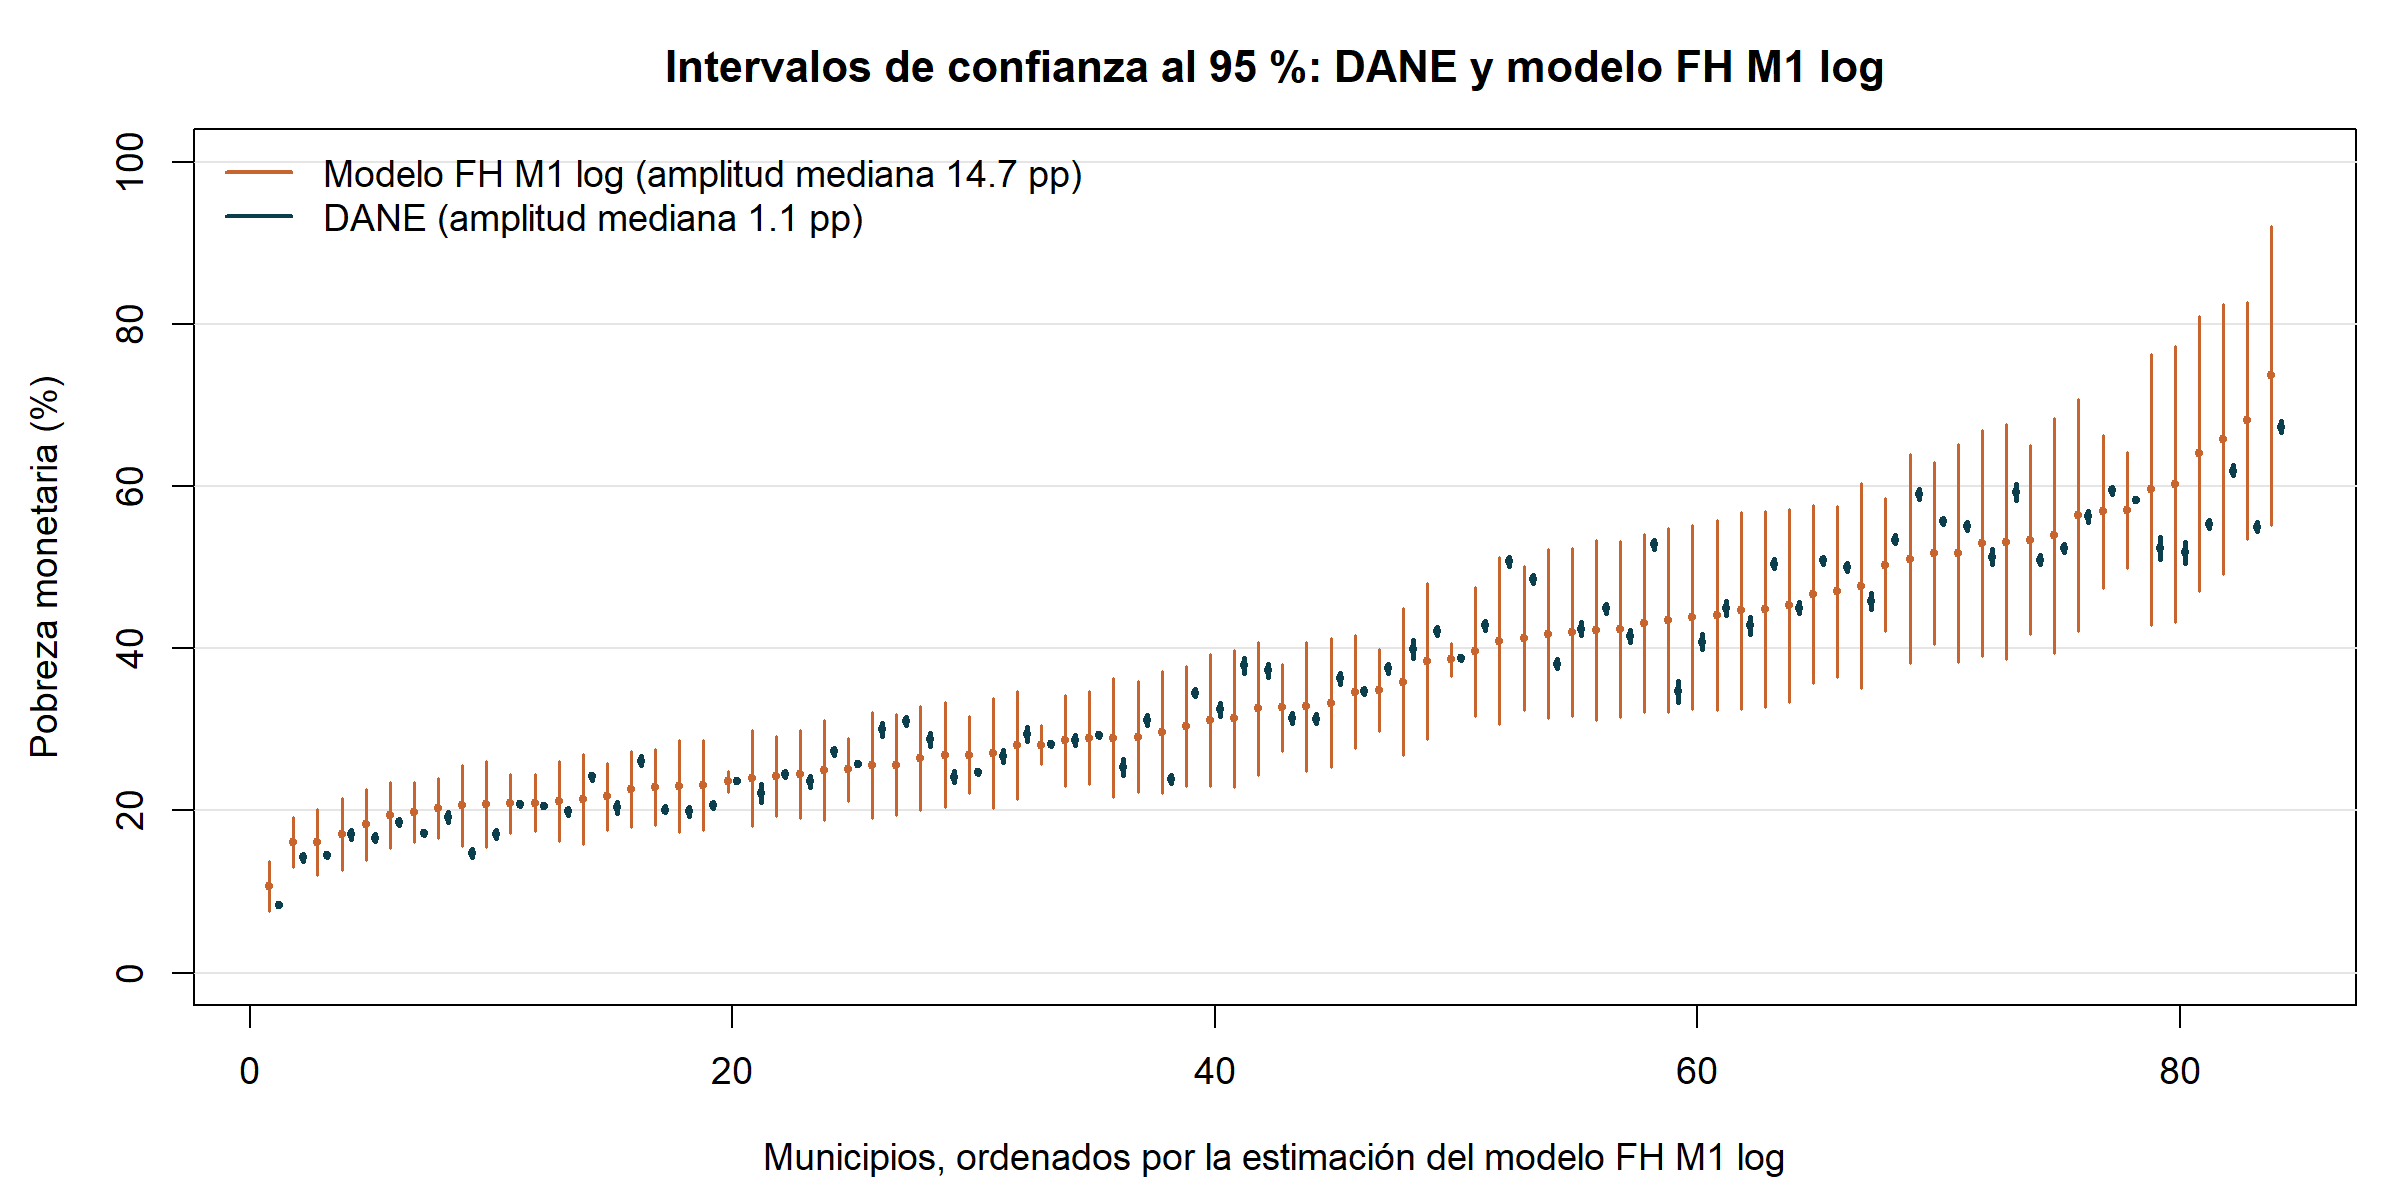 Intervalos de confianza al 95 %: DANE y modelo FH M1 log
Modelo FH M1 log (amplitud mediana 14.7 pp)
DANE (amplitud mediana 1.1 pp)
Pobreza monetaria (%)
100
80
60
40
20
0
0 20 40 60 80
Municipios, ordenados por la estimación del modelo FH M1 log